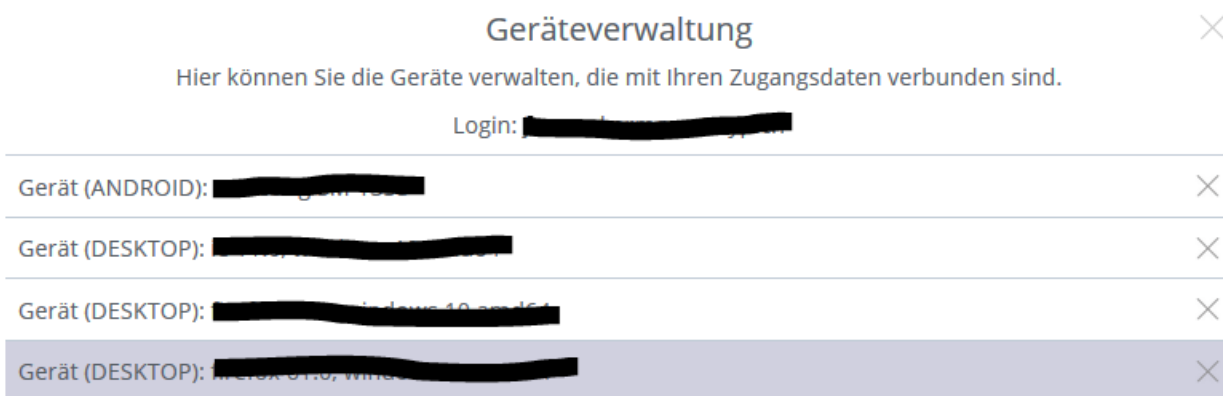 Geräteverwaltung
Hier können Sie die Geräte verwalten, die mit Ihren Zugangsdaten verbunden sind.
Login:
Gerät (ANDROID):
Gerät (DESKTOP):
Gerät (DESKTOP):
Gerät (DESKTOP):